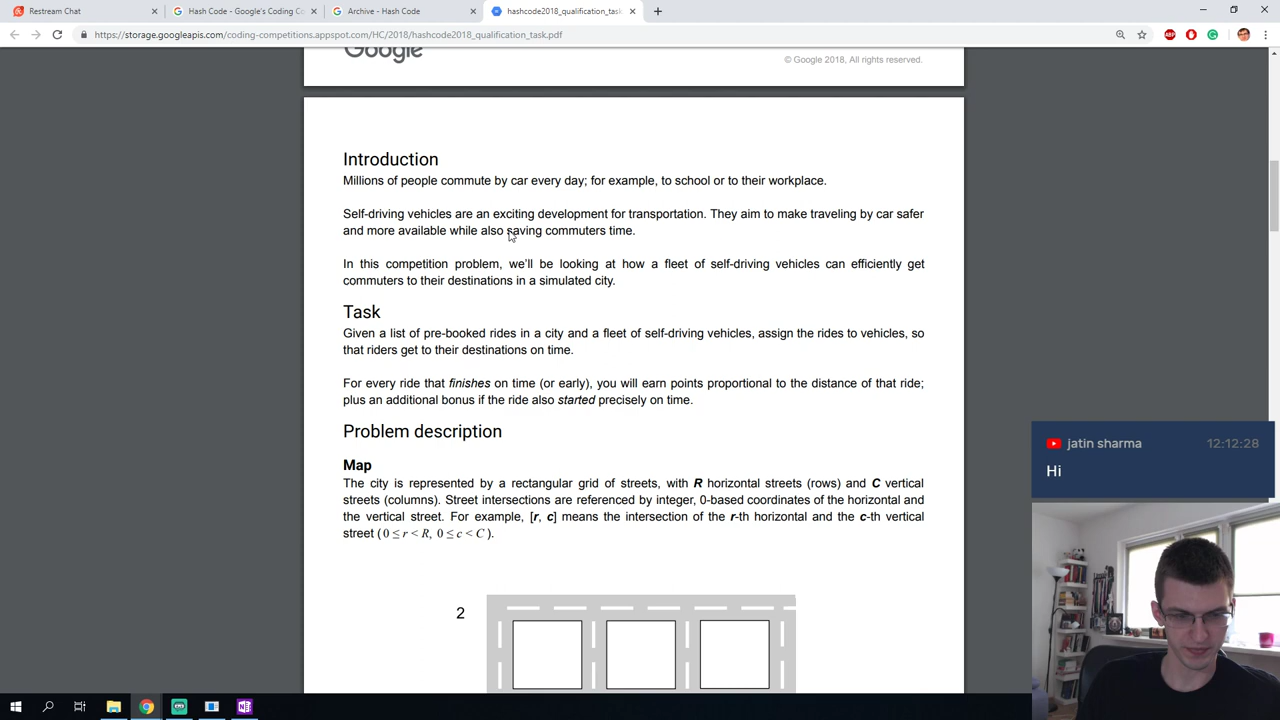 Restream Chat
Hash Code - Google's Coding Co
Archive - Hash Code
hashcode2018_qualification_task
https://storage.googleapis.com/coding-competitions.appspot.com/HC/2018/hashcode2018_qualification_task.pdf
Google
© Google 2018, All rights reserved.
Introduction
Millions of people commute by car every day; for example, to school or to their workplace.
Self-driving vehicles are an exciting development for transportation. They aim to make traveling by car safer
and more available while also saving commuters time.
In this competition problem, we'll be looking at how a fleet of self-driving vehicles can efficiently get
commuters to their destinations in a simulated city.
Task
Given a list of pre-booked rides in a city and a fleet of self-driving vehicles, assign the rides to vehicles, so
that riders get to their destinations on time.
For every ride that finishes on time (or early), you will earn points proportional to the distance of that ride;
plus an additional bonus if the ride also started precisely on time.
Problem description
Map
The city is represented by a rectangular grid of streets, with R horizontal streets (rows) and C vertical
streets (columns). Street intersections are referenced by integer, 0-based coordinates of the horizontal and
the vertical street. For example, [r, c] means the intersection of the r-th horizontal and the c-th vertical
street ( 0 ≤ r < R, 0 ≤ c < C ).
2
jatin sharma 12:12:28
Hi